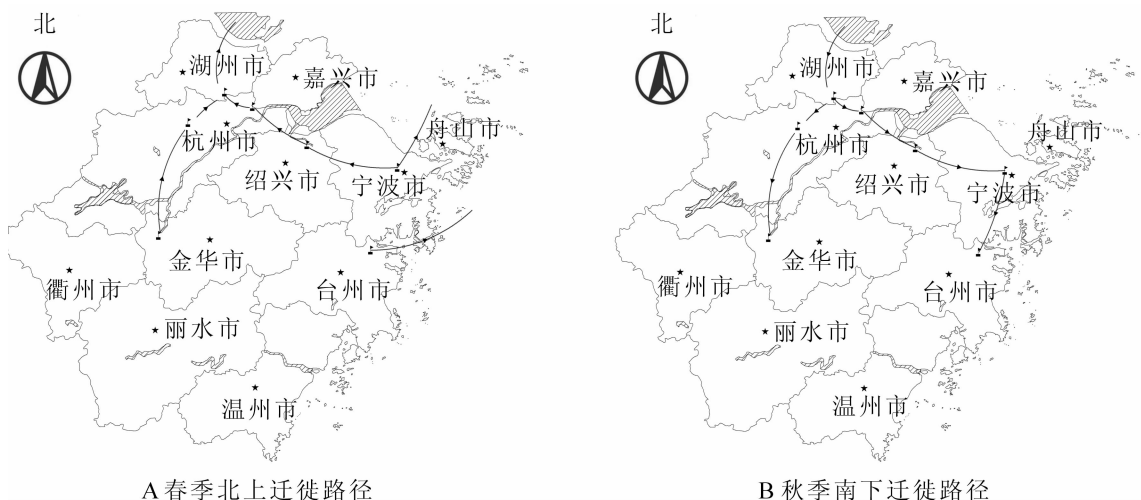 北
湖州市
嘉兴市
杭州市
舟山市
绍兴市
宁波市
金华市
衢州市
台州市
丽水市
温州市
A 春季北上迁徙路径
北
湖州市
嘉兴市
杭州市
舟山市
绍兴市
宁波市
金华市
衢州市
台州市
丽水市
温州市
B 秋季南下迁徙路径